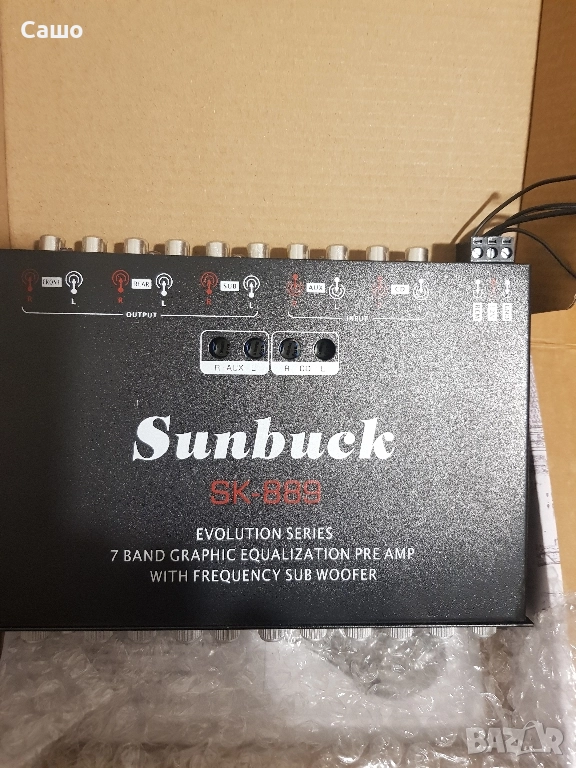 Сашо
FRONT REAR SUB AUX CD
R L R L R L R L R L
OUTPUT INPUT
R AUX L R CD L
Sunbuck
SK-889
EVOLUTION SERIES
7 BAND GRAPHIC EQUALIZATION PRE AMP
WITH FREQUENCY SUB WOOFER
BAZAR